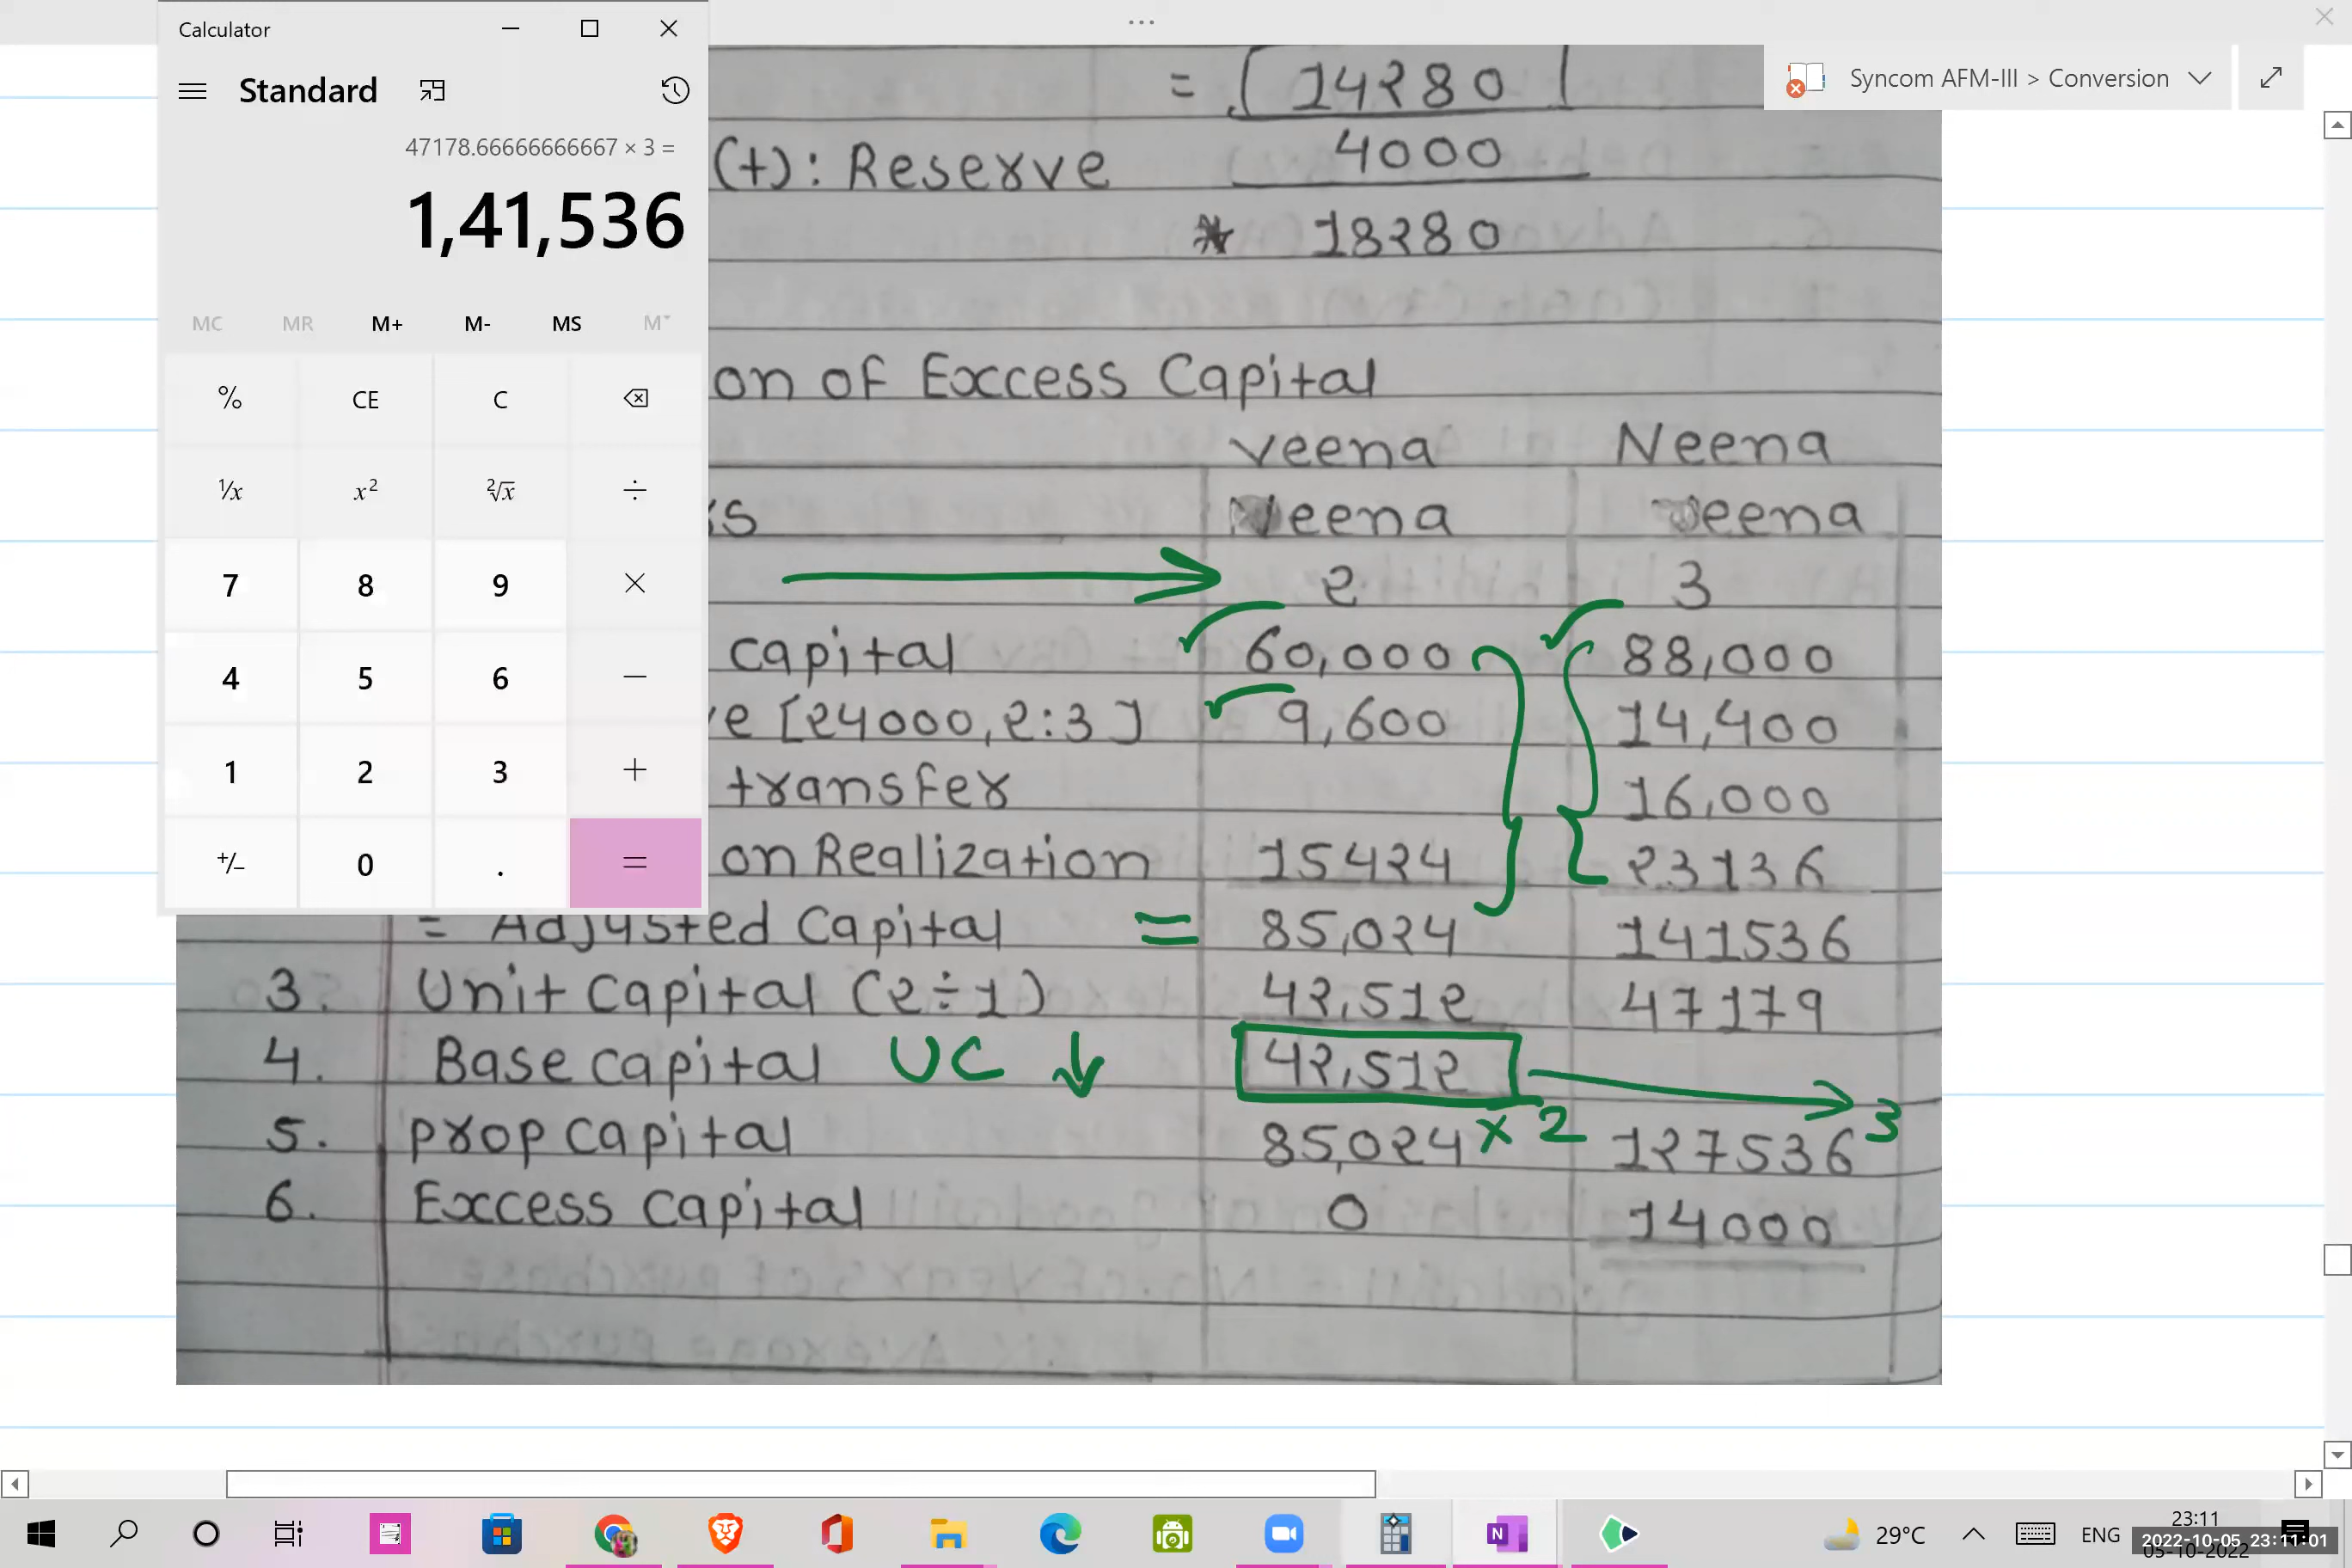 Calculator
Standard
47178.66666666667 × 3 =
1,41,536
MC MR M+ M- MS M˅
% CE C
¹/x x² ²√x ÷
7 8 9 ×
4 5 6 −
1 2 3 +
+/− 0 . =
Syncom AFM-III > Conversion
= 14280
(+): Reserve 4000
* 18280
on of Excess Capital
Veena Neena
Neena Veena
2 3
capital 60,000 88,000
e [24000, 2:3] 9,600 14,400
transfer 16,000
on Realization 15424 23136
= Adjusted Capital = 85,024 141536
3. Unit Capital (2÷1) 42,512 47179
4. Base capital UC ↓ 42,512
5. prop capital 85,024 × 2 127536 3
6. Excess capital 0 14000
29°C ENG 23:11
2022-10-05, 23:11:01
05-10-2022